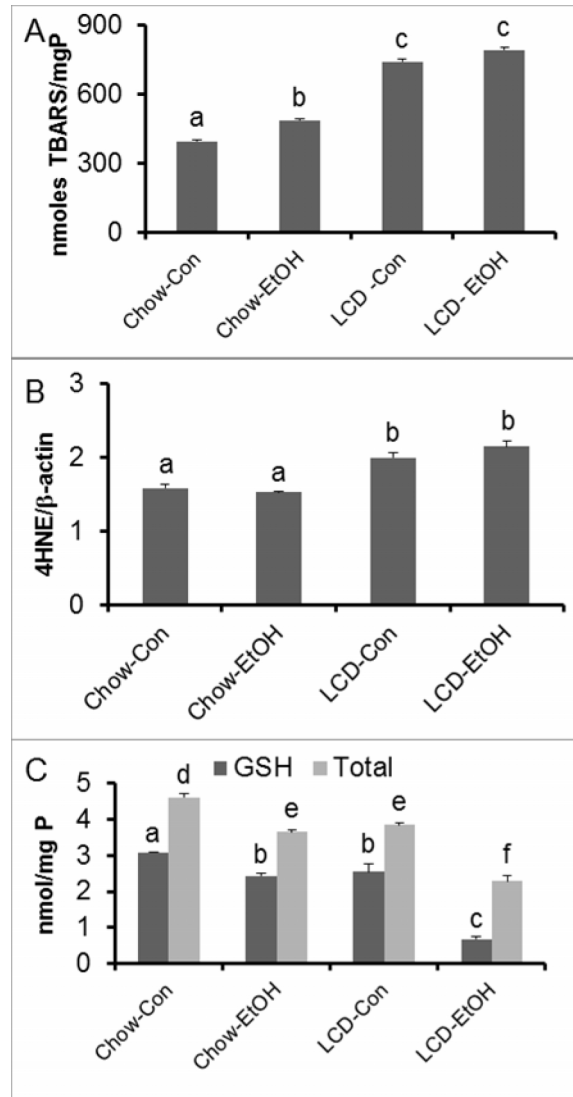 A
nmoles TBARS/mgP
900
600
300
0
a
b
c
c
Chow-Con
Chow-EtOH
LCD -Con
LCD- EtOH
B
4HNE/β-actin
3
2
1
0
a
a
b
b
Chow-Con
Chow-EtOH
LCD-Con
LCD-EtOH
C
GSH Total
nmol/mg P
5
4
3
2
1
0
a
d
b
e
b
e
c
f
Chow-Con
Chow-EtOH
LCD-Con
LCD-EtOH